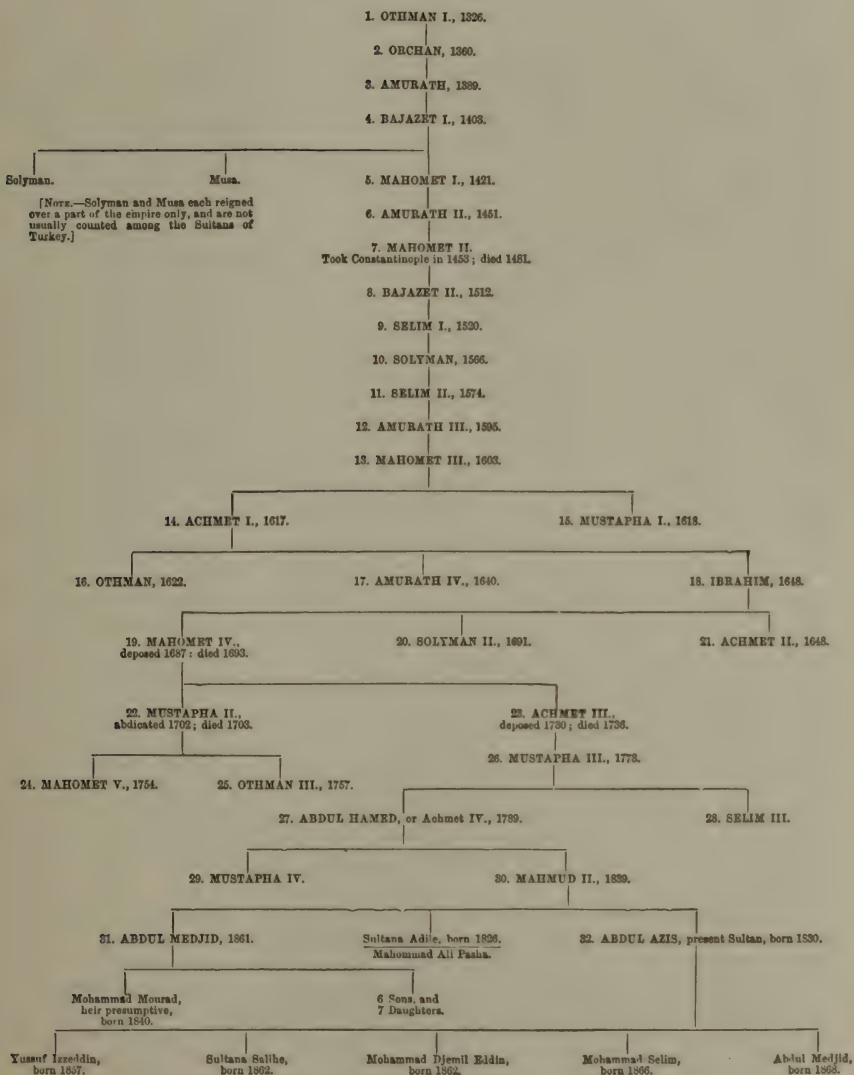 1. OTHMAN I., 1326.
2. ORCHAN, 1360.
3. AMURATH, 1389.
4. BAJAZET I., 1403.
Solyman.
Musa.
5. MAHOMET I., 1421.
[NOTE.—Solyman and Musa each reigned
over a part of the empire only, and are not
usually counted among the Sultans of
Turkey.]
6. AMURATH II., 1451.
7. MAHOMET II.
Took Constantinople in 1453; died 1481.
8. BAJAZET II., 1512.
9. SELIM I., 1520.
10. SOLYMAN, 1566.
11. SELIM II., 1574.
12. AMURATH III., 1595.
13. MAHOMET III., 1603.
14. ACHMET I., 1617.
15. MUSTAPHA I., 1618.
16. OTHMAN, 1622.
17. AMURATH IV., 1640.
18. IBRAHIM, 1648.
19. MAHOMET IV.,
deposed 1687: died 1693.
20. SOLYMAN II., 1691.
21. ACHMET II., 1648.
22. MUSTAPHA II.,
abdicated 1702; died 1703.
23. ACHMET III.,
deposed 1730; died 1736.
24. MAHOMET V., 1754.
25. OTHMAN III., 1757.
26. MUSTAPHA III., 1778.
27. ABDUL HAMED, or Achmet IV., 1789.
28. SELIM III.
29. MUSTAPHA IV.
30. MAHMUD II., 1839.
31. ABDUL MEDJID, 1861.
Sultana Adile, born 1826.
Mahommad Ali Pasha.
32. ABDUL AZIS, present Sultan, born 1830.
Mohammad Mourad,
heir presumptive,
born 1840.
6 Sons, and
7 Daughters.
Yussuf Izzeddin,
born 1857.
Sultana Salihe,
born 1862.
Mohammad Djemil Eddin,
born 1862.
Mohammad Selim,
born 1866.
Abdul Medjid,
born 1868.